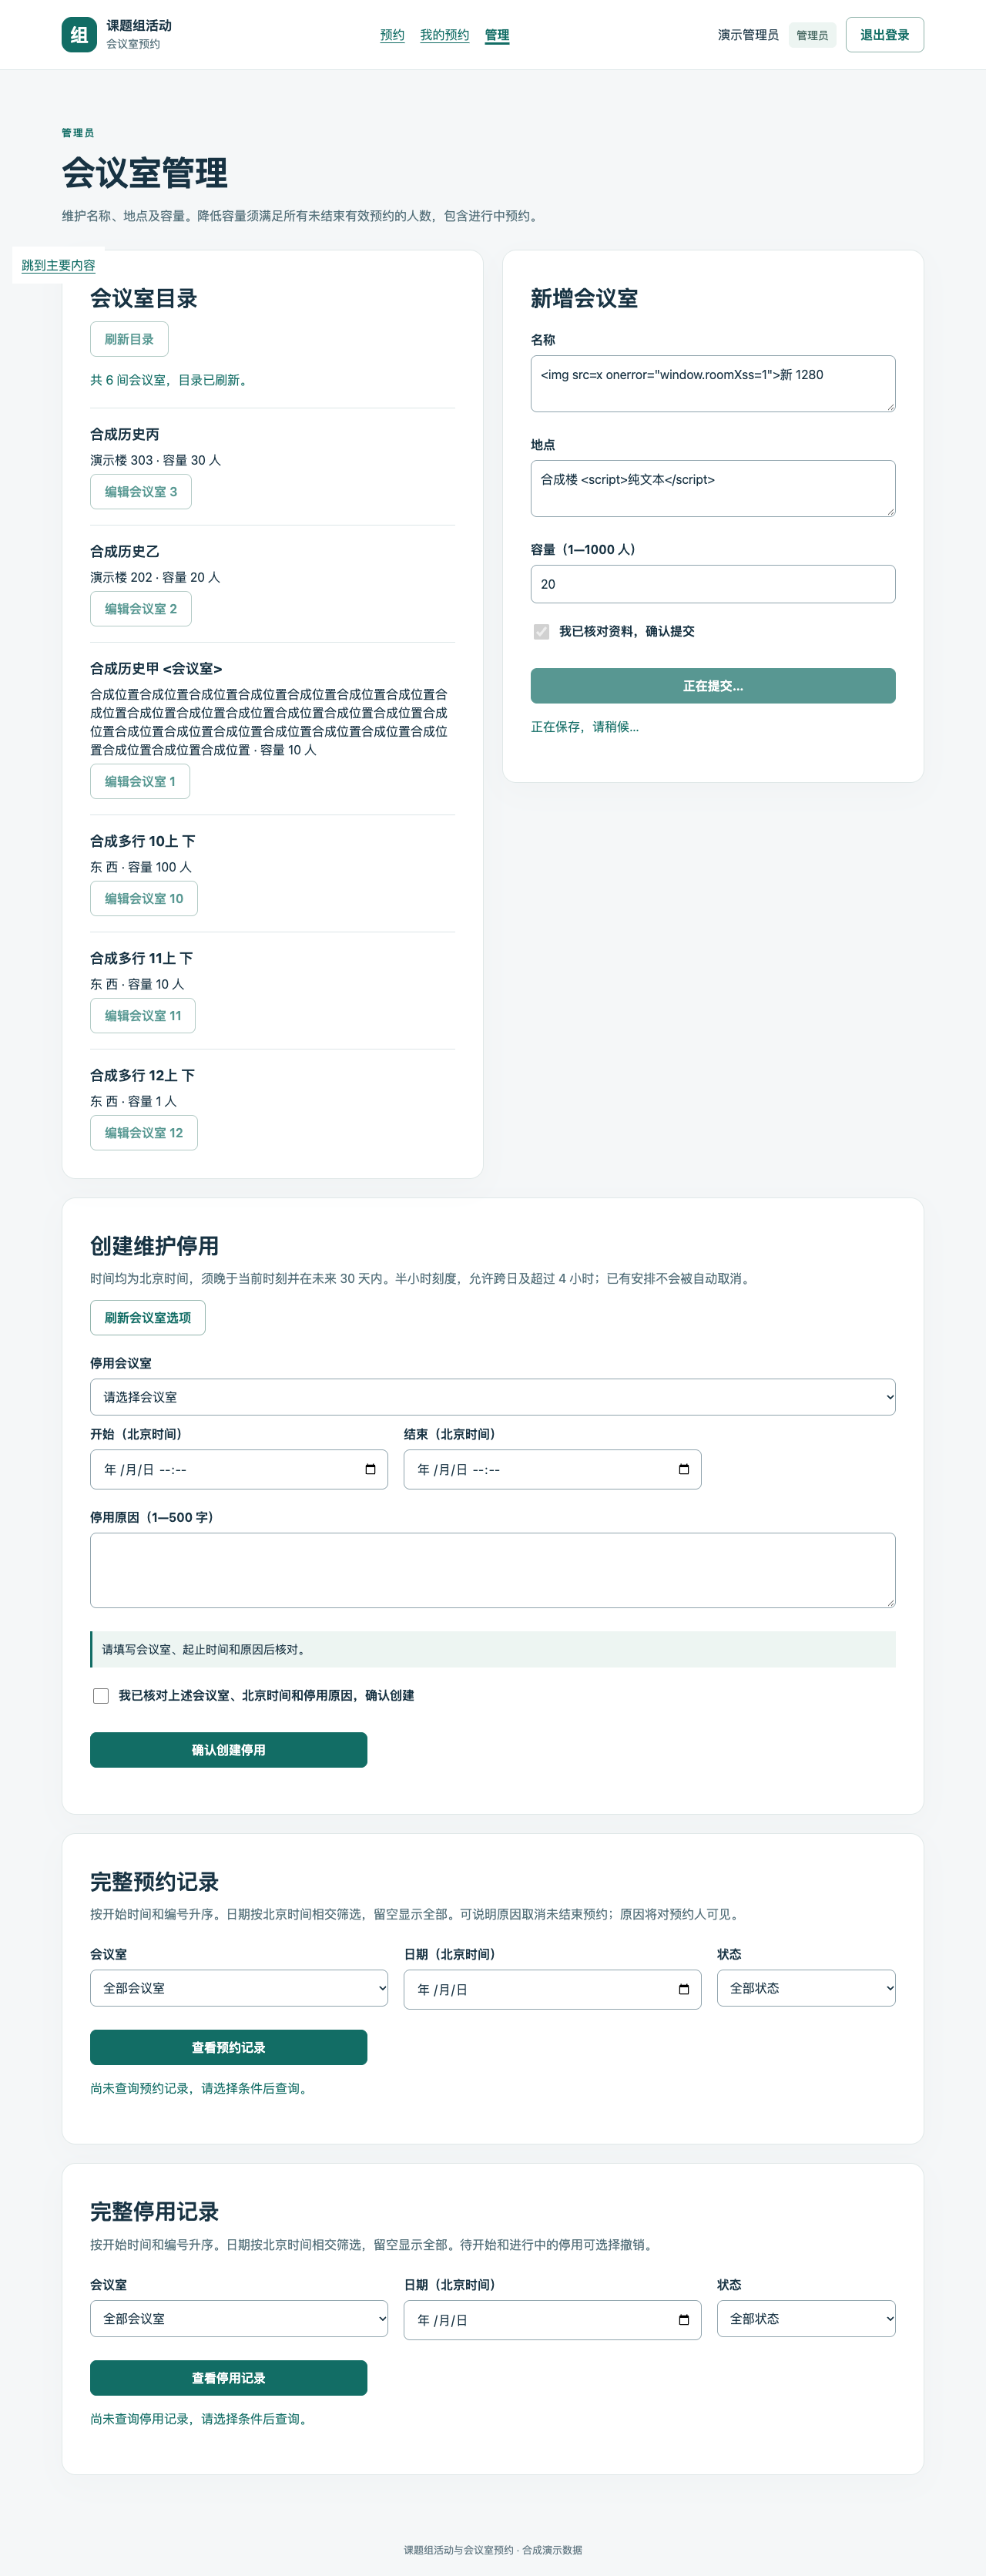 组
课题组活动
会议室预约
预约
我的预约
管理
演示管理员
管理员
退出登录
管理员
会议室管理
维护名称、地点及容量。降低容量须满足所有未结束有效预约的人数，包含进行中预约。
跳到主要内容
会议室目录
刷新目录
共 6 间会议室，目录已刷新。
合成历史丙
演示楼 303 · 容量 30 人
编辑会议室 3
合成历史乙
演示楼 202 · 容量 20 人
编辑会议室 2
合成历史甲 <会议室>
合成位置合成位置合成位置合成位置合成位置合成位置合成位置合
成位置合成位置合成位置合成位置合成位置合成位置合成位置合成
位置合成位置合成位置合成位置合成位置合成位置合成位置合成位
置合成位置合成位置合成位置 · 容量 10 人
编辑会议室 1
合成多行 10上 下
东 西 · 容量 100 人
编辑会议室 10
合成多行 11上 下
东 西 · 容量 10 人
编辑会议室 11
合成多行 12上 下
东 西 · 容量 1 人
编辑会议室 12
新增会议室
名称
<img src=x onerror="window.roomXss=1">新 1280
地点
合成楼 <script>纯文本</script>
容量（1—1000 人）
20
我已核对资料，确认提交
正在提交…
正在保存，请稍候…
创建维护停用
时间均为北京时间，须晚于当前时刻并在未来 30 天内。半小时刻度，允许跨日及超过 4 小时；已有安排不会被自动取消。
刷新会议室选项
停用会议室
请选择会议室
开始（北京时间）
年 /月/日 --:--
结束（北京时间）
年 /月/日 --:--
停用原因（1—500 字）
请填写会议室、起止时间和原因后核对。
我已核对上述会议室、北京时间和停用原因，确认创建
确认创建停用
完整预约记录
按开始时间和编号升序。日期按北京时间相交筛选，留空显示全部。可说明原因取消未结束预约；原因将对预约人可见。
会议室
全部会议室
日期（北京时间）
年 /月/日
状态
全部状态
查看预约记录
尚未查询预约记录，请选择条件后查询。
完整停用记录
按开始时间和编号升序。日期按北京时间相交筛选，留空显示全部。待开始和进行中的停用可选择撤销。
会议室
全部会议室
日期（北京时间）
年 /月/日
状态
全部状态
查看停用记录
尚未查询停用记录，请选择条件后查询。
课题组活动与会议室预约 · 合成演示数据